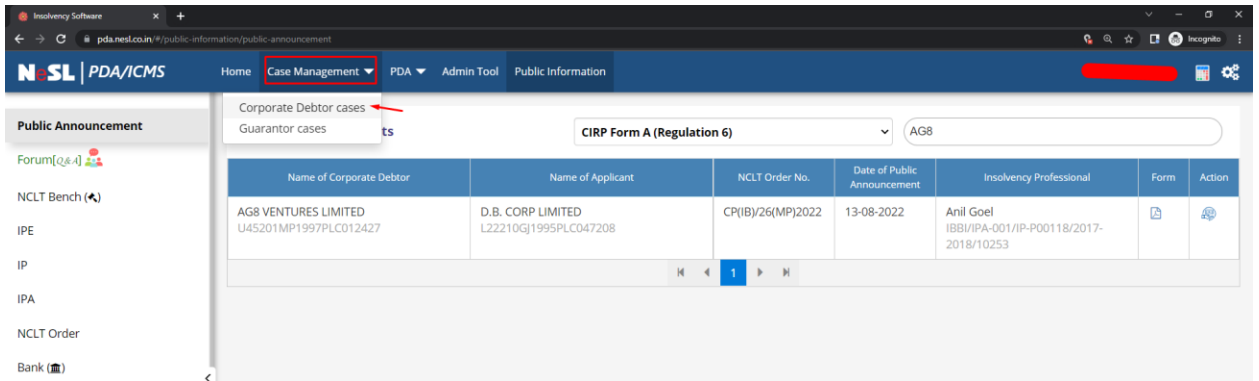 Insolvency Software
pda.nesl.co.in/#/public-information/public-announcement
Incognito
NeSL | PDA/ICMS
Home Case Management PDA Admin Tool Public Information
Corporate Debtor cases
Guarantor cases
Public Announcement
Forum[Q&A]
NCLT Bench ( )
IPE
IP
IPA
NCLT Order
Bank ( )
ts
CIRP Form A (Regulation 6)
AG8
Name of Corporate Debtor Name of Applicant NCLT Order No. Date of Public Announcement Insolvency Professional Form Action
AG8 VENTURES LIMITED D.B. CORP LIMITED CP(IB)/26(MP)2022 13-08-2022 Anil Goel
U45201MP1997PLC012427 L22210GJ1995PLC047208 IBBI/IPA-001/IP-P00118/2017-
2018/10253
1